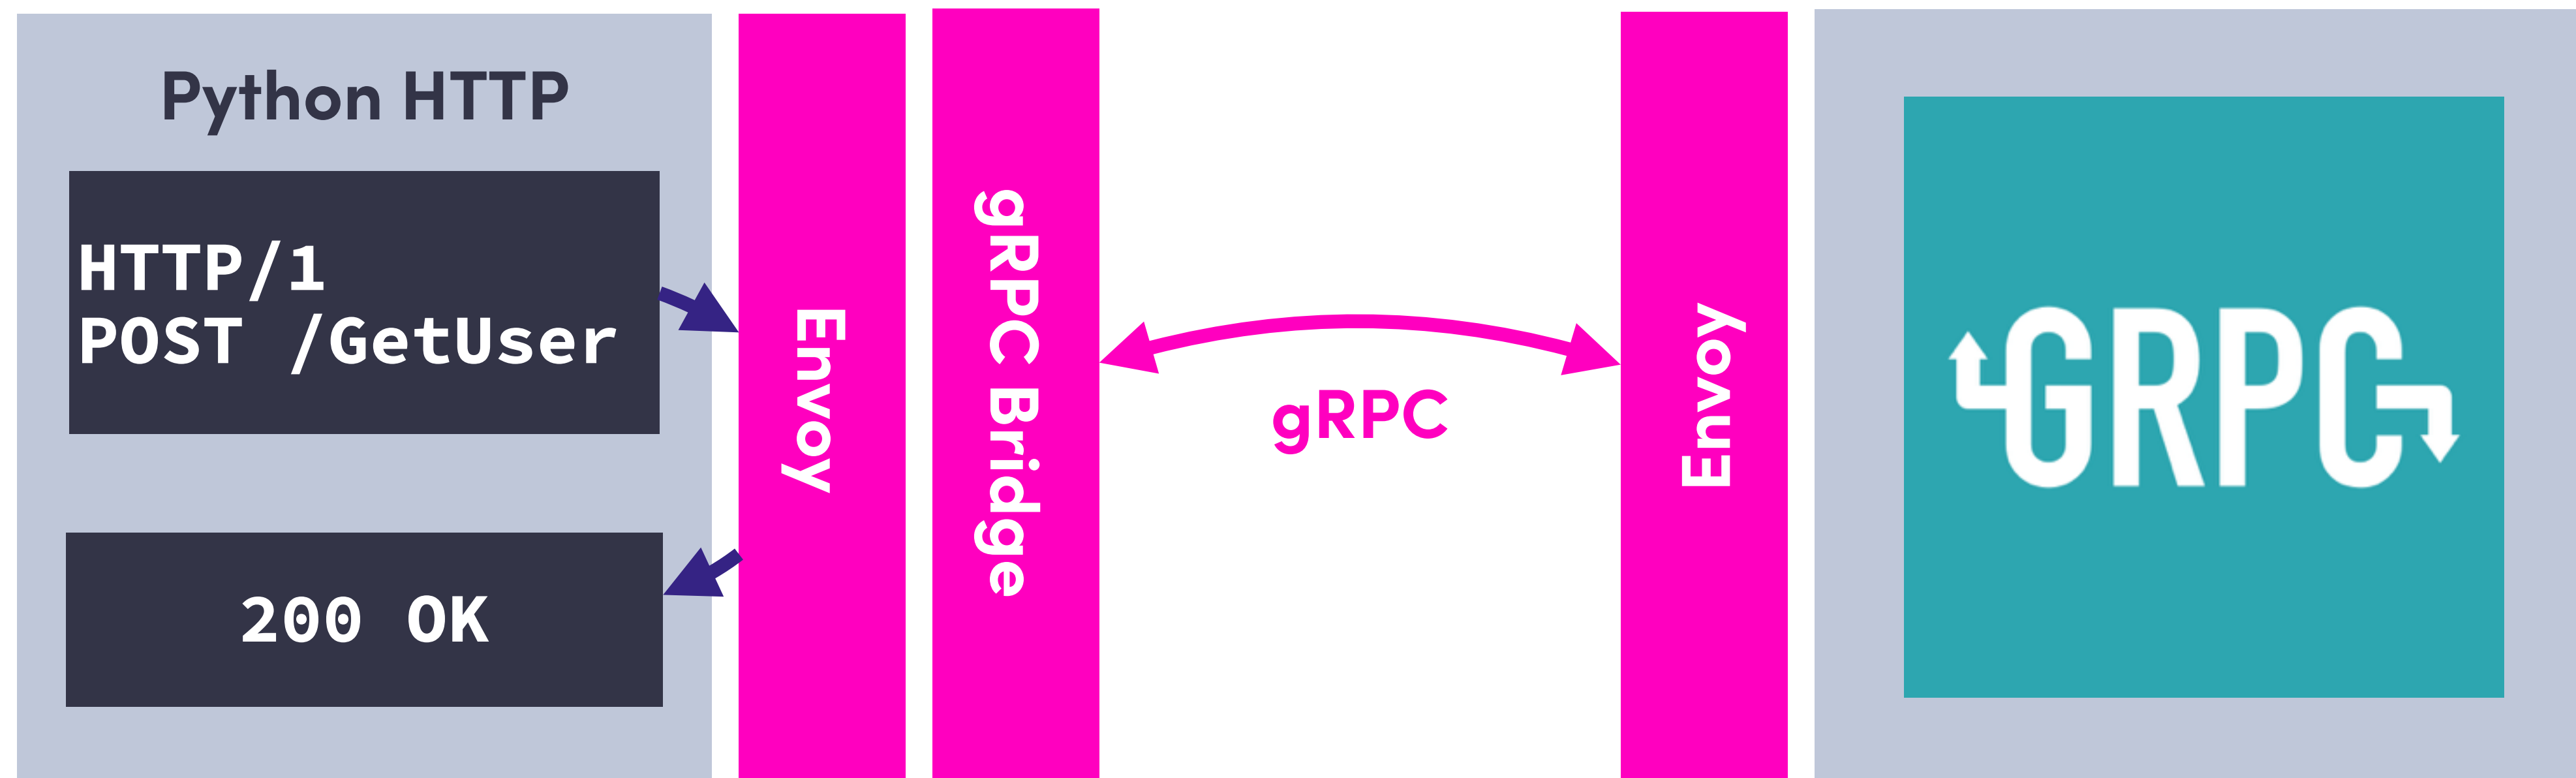 Python HTTP
HTTP/1
POST /GetUser
200 OK
Envoy
gRPC Bridge
gRPC
Envoy
GRPC